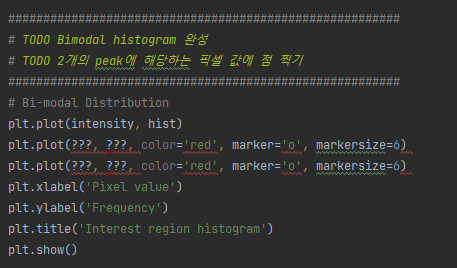 ########################################################
# TODO Bimodal histogram 완성
# TODO 2개의 peak에 해당하는 픽셀 값에 점 찍기
########################################################
# Bi-modal Distribution
plt.plot(intensity, hist)
plt.plot(???, ???, color='red', marker='o', markersize=6)
plt.plot(???, ???, color='red', marker='o', markersize=6)
plt.xlabel('Pixel value')
plt.ylabel('Frequency')
plt.title('Interest region histogram')
plt.show()